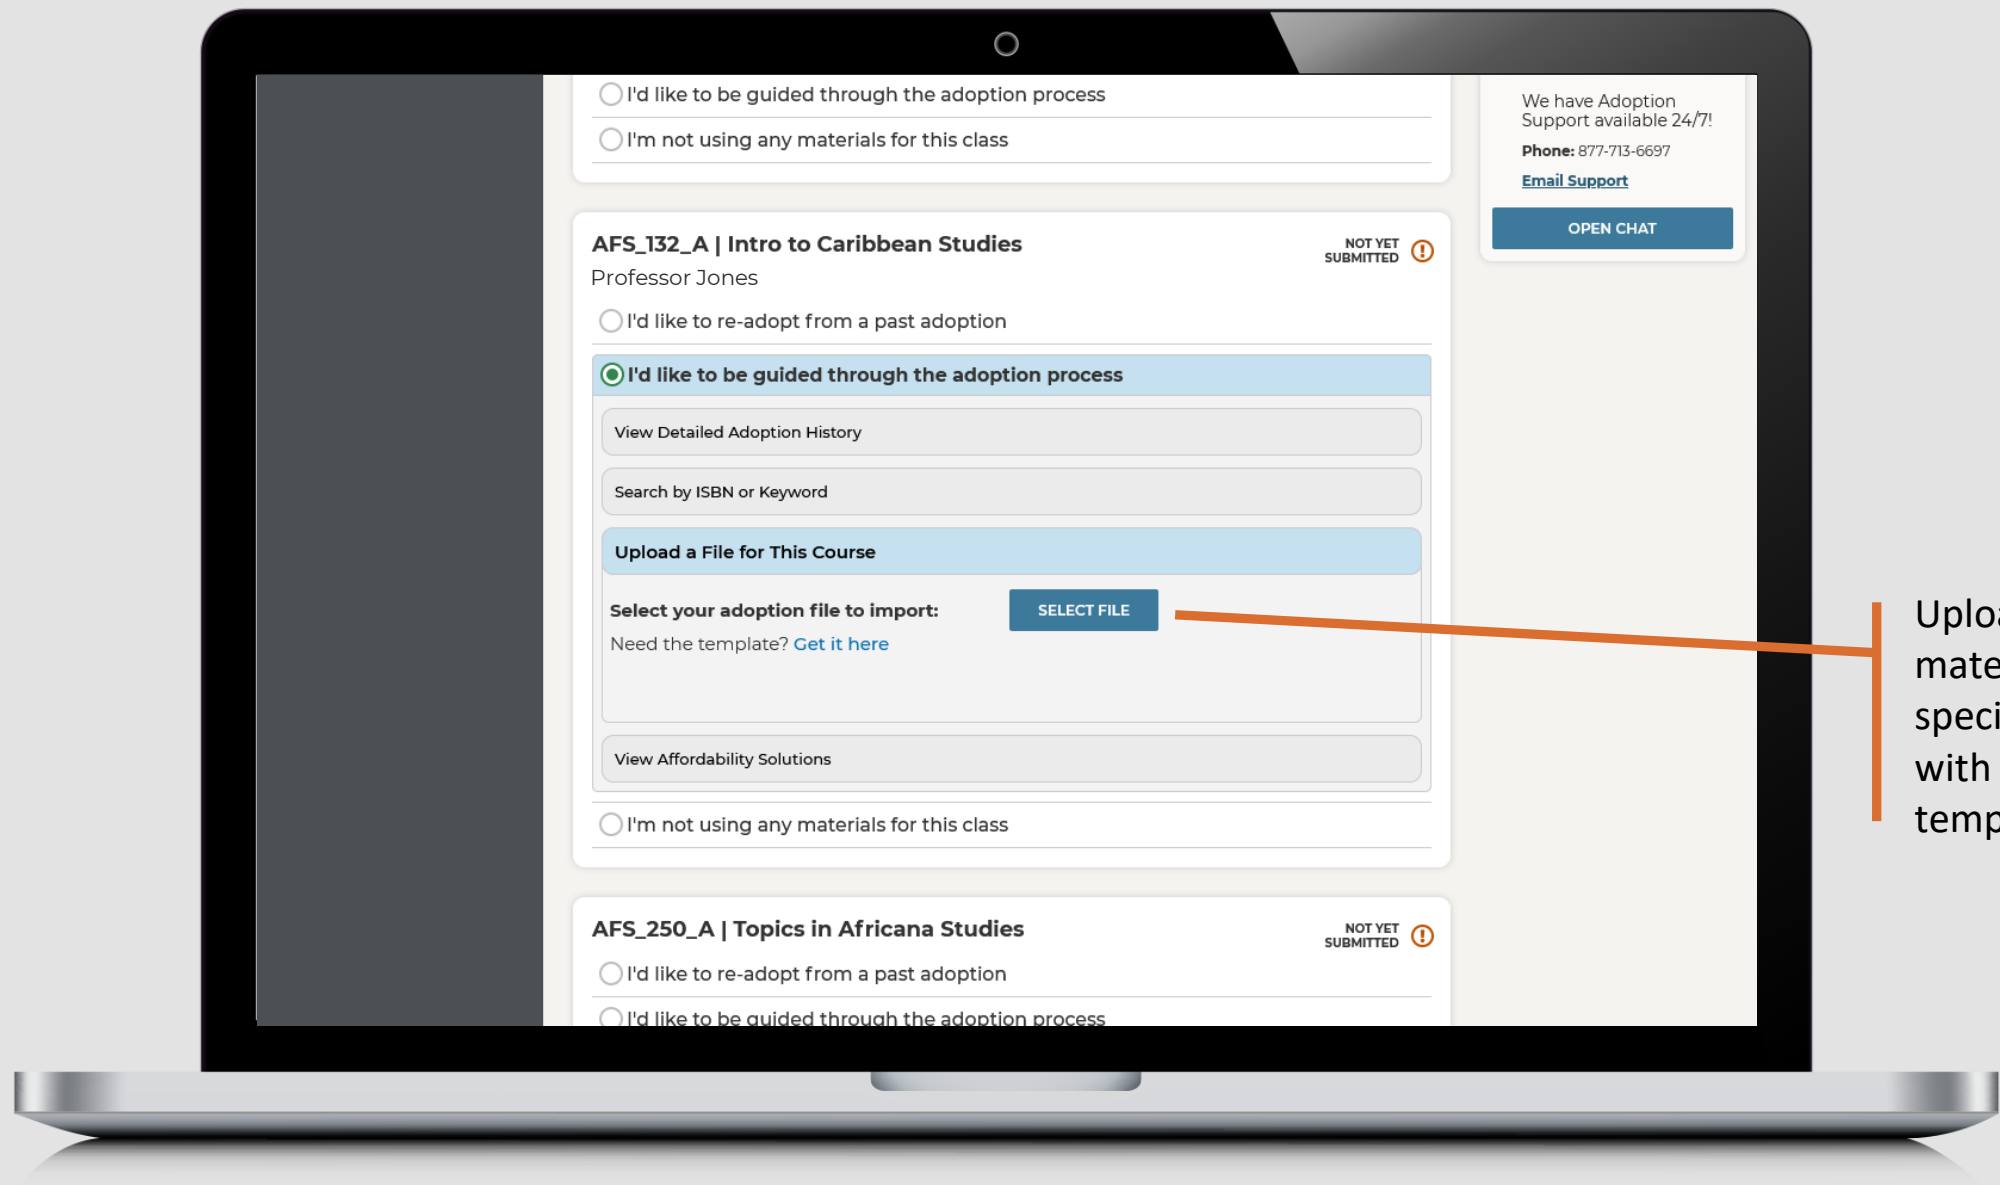 I'd like to be guided through the adoption process
I'm not using any materials for this class
We have Adoption
Support available 24/7!
Phone: 877-713-6697
Email Support
OPEN CHAT
AFS_132_A | Intro to Caribbean Studies
NOT YET
SUBMITTED
Professor Jones
I'd like to re-adopt from a past adoption
I'd like to be guided through the adoption process
View Detailed Adoption History
Search by ISBN or Keyword
Upload a File for This Course
Select your adoption file to import:
SELECT FILE
Need the template? Get it here
View Affordability Solutions
I'm not using any materials for this class
AFS_250_A | Topics in Africana Studies
NOT YET
SUBMITTED
I'd like to re-adopt from a past adoption
I'd like to be guided through the adoption process
with